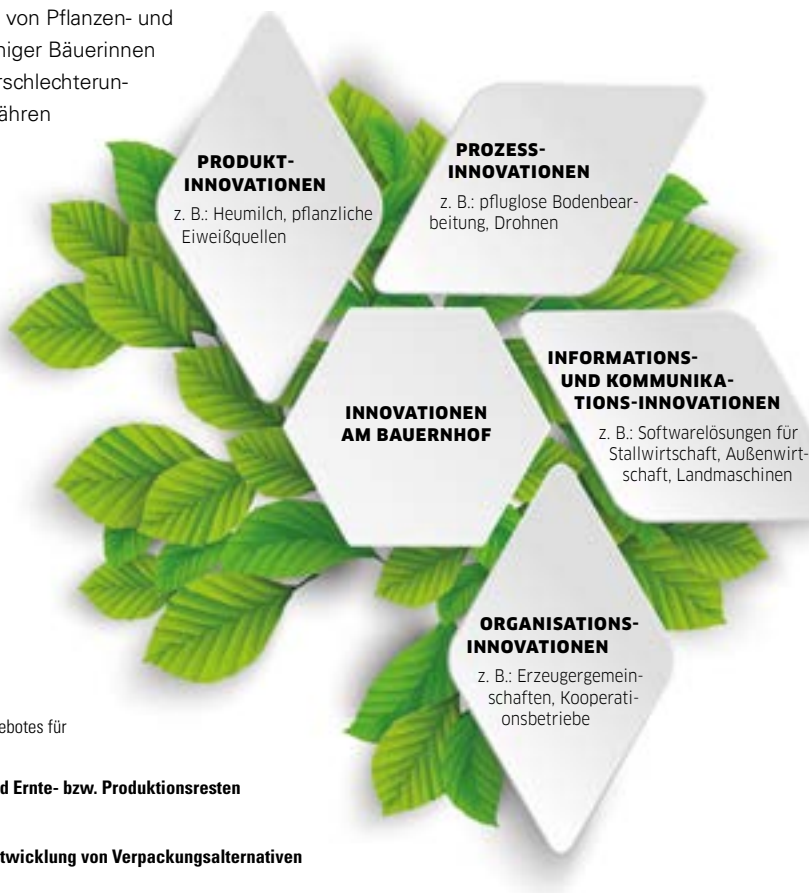 von Pflanzen- und
niger Bäuerinnen
rschlechterun-
ähren
PRODUKT-
INNOVATIONEN
z. B.: Heumilch, pflanzliche
Eiweißquellen
PROZESS-
INNOVATIONEN
z. B.: pfluglose Bodenbear-
beitung, Drohnen
INFORMATIONS-
UND KOMMUNIKA-
TIONS-INNOVATIONEN
z. B.: Softwarelösungen für
Stallwirtschaft, Außenwirt-
schaft, Landmaschinen
INNOVATIONEN
AM BAUERNHOF
ORGANISATIONS-
INNOVATIONEN
z. B.: Erzeugergemein-
schaften, Kooperati-
onsbetriebe
ebotes für
d Ernte- bzw. Produktionsresten
twicklung von Verpackungsalternativen